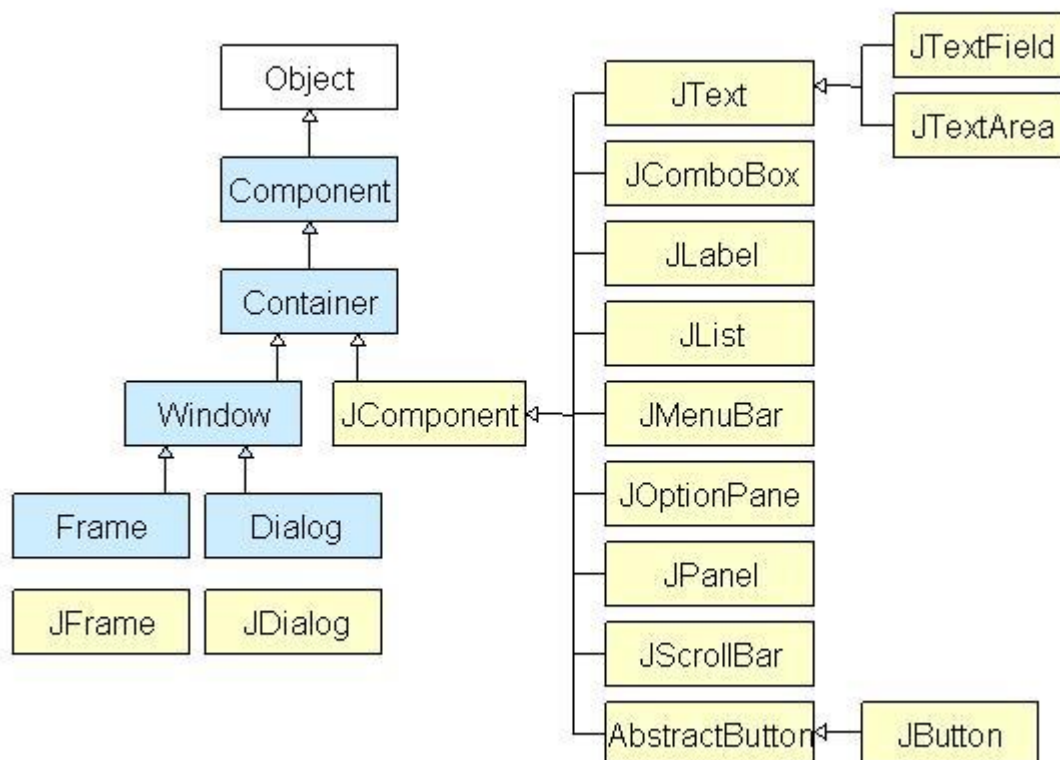 Object
Component
Container
Window
JComponent
Frame
Dialog
JFrame
JDialog
JText
JComboBox
JLabel
JList
JMenuBar
JOptionPane
JPanel
JScrollBar
AbstractButton
JTextField
JTextArea
JButton